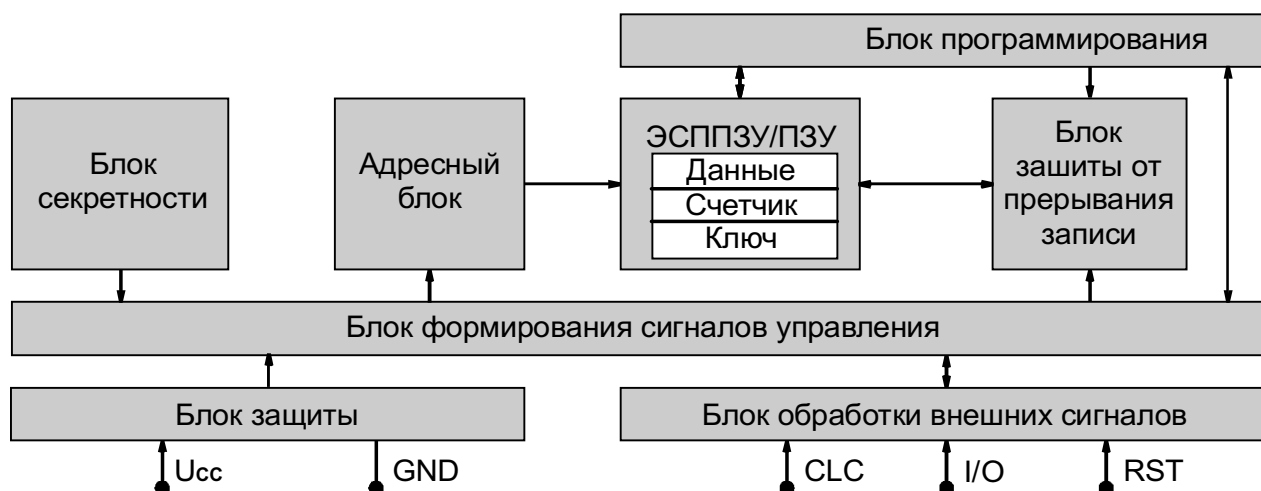 Блок программирования
Блок
секретности
Адресный
блок
ЭСППЗУ/ПЗУ
Данные
Счетчик
Ключ
Блок
зашиты от
прерывания
записи
Блок формирования сигналов управления
Блок защиты
Блок обработки внешних сигналов
Ucc
GND
CLC
I/O
RST